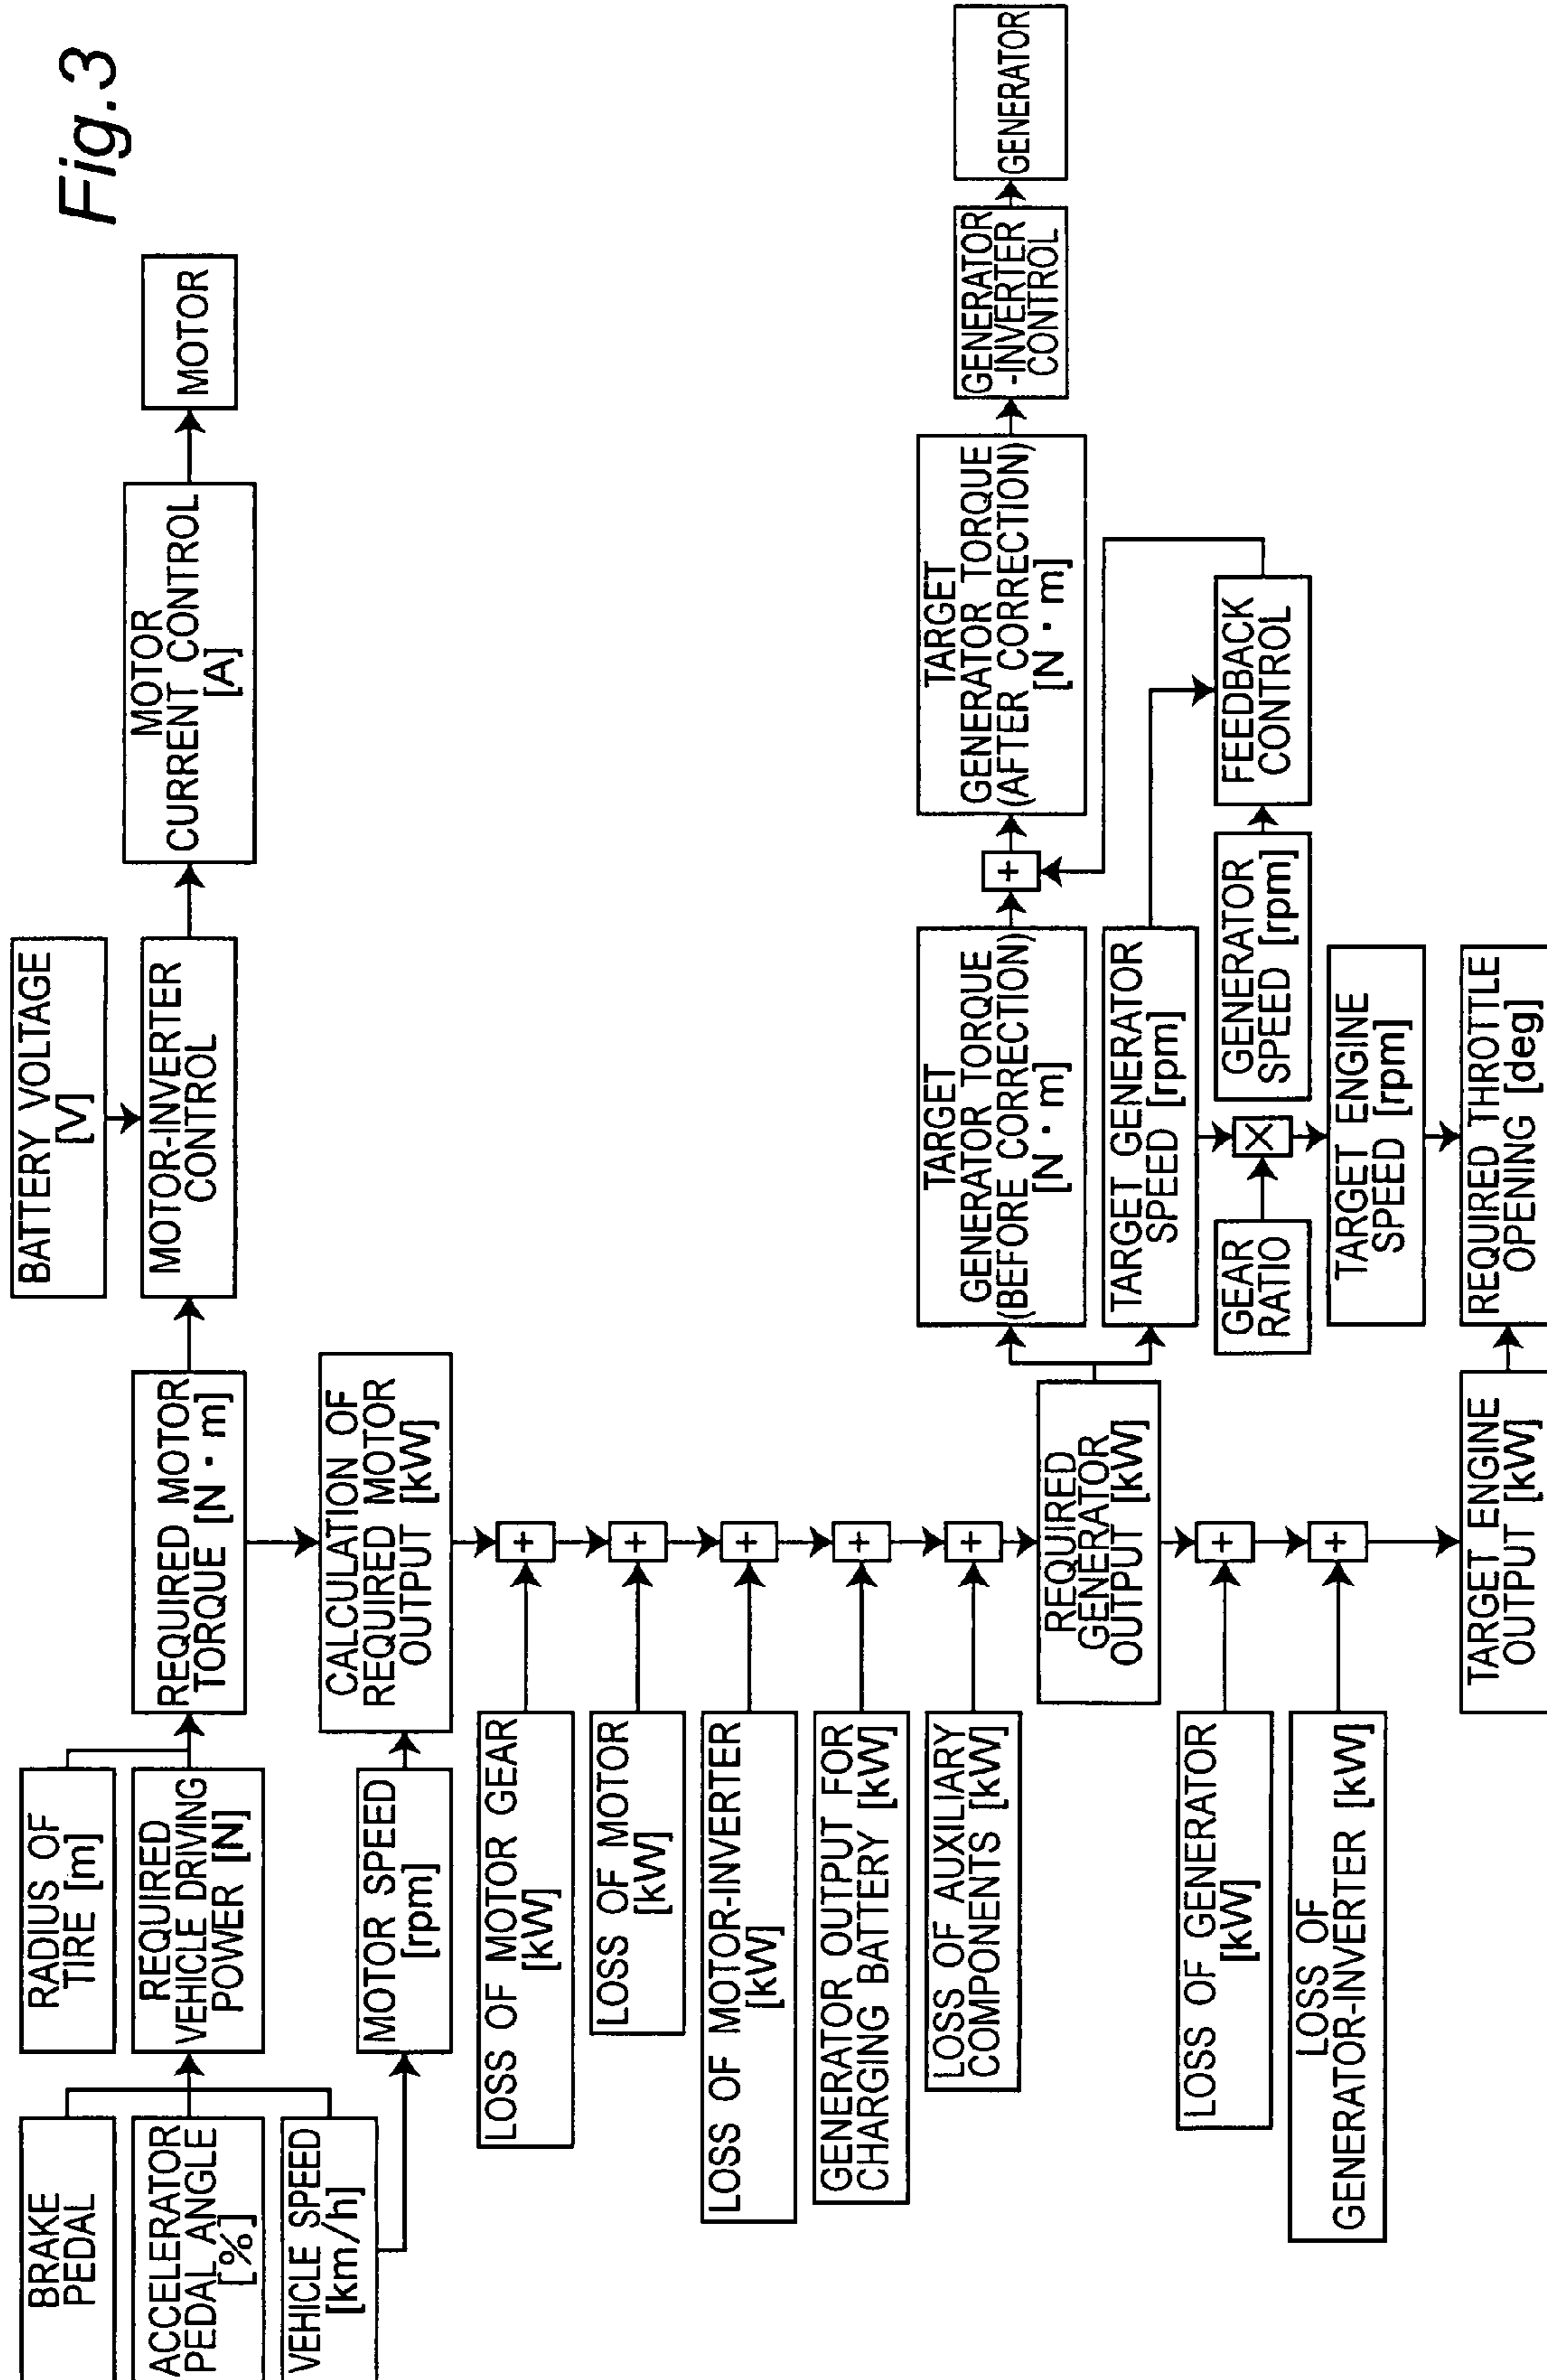 Fig.3
BRAKE
PEDAL
ACCELERATOR
PEDAL ANGLE
[%]
VEHICLE SPEED
[km/h]
RADIUS OF
TIRE [m]
REQUIRED
VEHICLE DRIVING
POWER [N]
MOTOR SPEED
[rpm]
REQUIRED MOTOR
TORQUE [N·m]
BATTERY VOLTAGE
[V]
MOTOR-INVERTER
CONTROL
MOTOR
CURRENT CONTROL
[A]
MOTOR
CALCULATION OF
REQUIRED MOTOR
OUTPUT [kW]
LOSS OF MOTOR GEAR
[kW]
+
LOSS OF MOTOR
[kW]
+
LOSS OF MOTOR-INVERTER
[kW]
+
GENERATOR OUTPUT FOR
CHARGING BATTERY [kW]
+
LOSS OF AUXILIARY
COMPONENTS [kW]
+
REQUIRED
GENERATOR
OUTPUT [kW]
TARGET
GENERATOR TORQUE
(BEFORE CORRECTION)
[N·m]
+
TARGET
GENERATOR TORQUE
(AFTER CORRECTION)
[N·m]
GENERATOR
-INVERTER
CONTROL
GENERATOR
TARGET GENERATOR
SPEED [rpm]
GEAR
RATIO
×
GENERATOR
SPEED [rpm]
FEEDBACK
CONTROL
LOSS OF GENERATOR
[kW]
+
LOSS OF
GENERATOR-INVERTER [kW]
+
TARGET ENGINE
SPEED [rpm]
TARGET ENGINE
OUTPUT [kW]
REQUIRED THROTTLE
OPENING [deg]